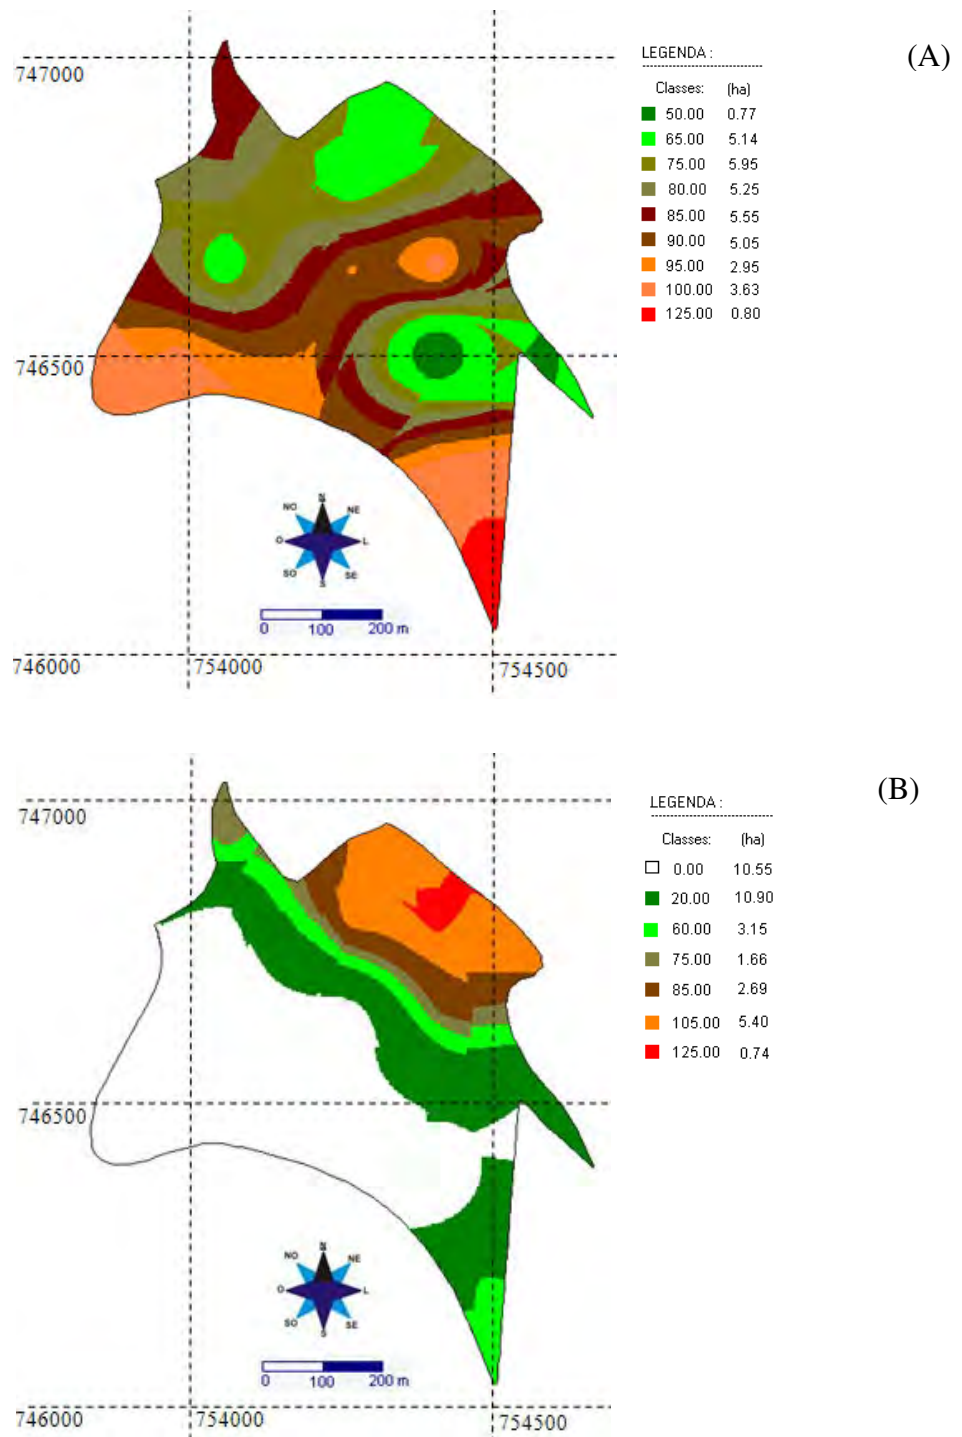 (A)
LEGENDA :
Classes: (ha)
50.00 0.77
65.00 5.14
75.00 5.95
80.00 5.25
85.00 5.55
90.00 5.05
95.00 2.95
100.00 3.63
125.00 0.80
747000
746500
N
NO NE
O L
SO SE
S
0 100 200 m
746000 754000 754500
(B)
LEGENDA :
Classes: (ha)
0.00 10.55
20.00 10.90
60.00 3.15
75.00 1.66
85.00 2.69
105.00 5.40
125.00 0.74
747000
746500
N
NO NE
O L
SO SE
S
0 100 200 m
746000 754000 754500